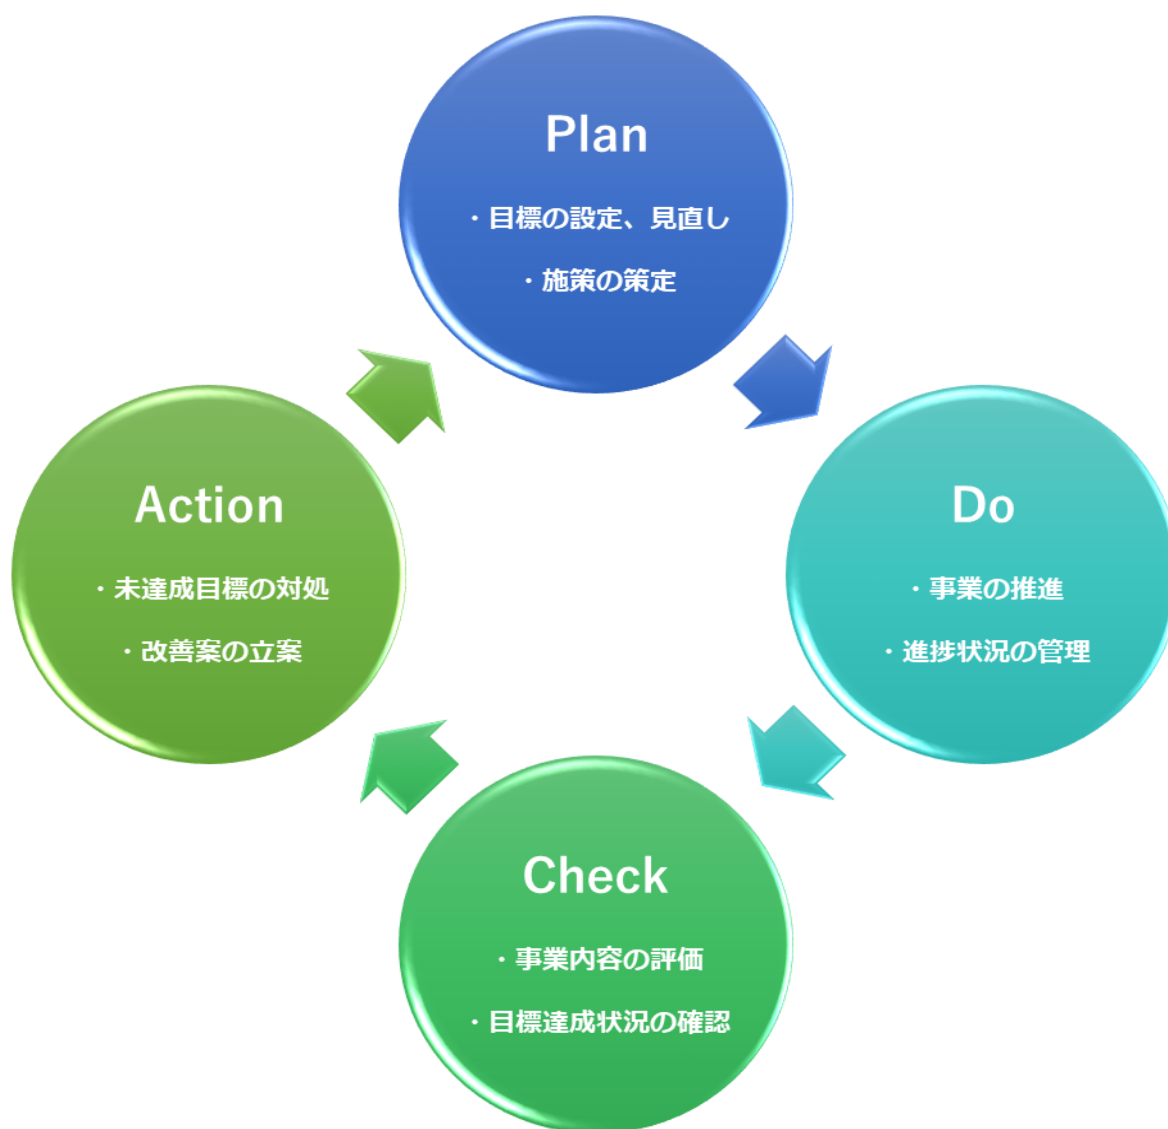 Plan
・目標の設定、見直し
・施策の策定
Do
・事業の推進
・進捗状況の管理
Check
・事業内容の評価
・目標達成状況の確認
Action
・未達成目標の対処
・改善案の立案